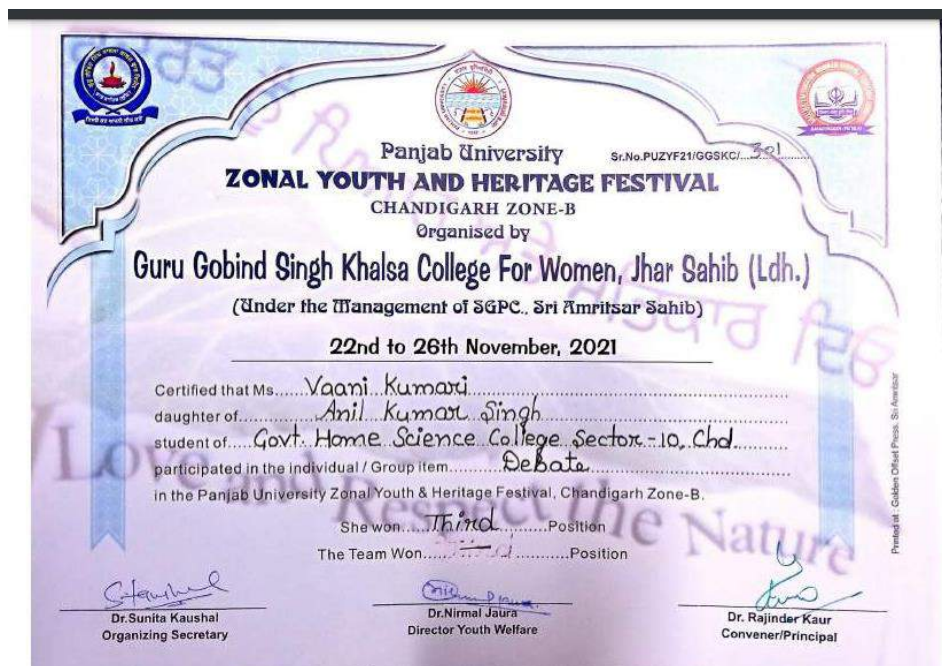 Panjab University
Sr.No.PUZYF21/GGSKC/...301
ZONAL YOUTH AND HERITAGE FESTIVAL
CHANDIGARH ZONE-B
Organised by
Guru Gobind Singh Khalsa College For Women, Jhar Sahib (Ldh.)
(Under the Management of SGPC., Sri Amritsar Sahib)
22nd to 26th November, 2021
Certified that Ms. Vaani Kumari
daughter of Anil Kumar Singh
student of Govt. Home Science College Sector-10, Chd.
participated in the individual / Group item Debate
in the Panjab University Zonal Youth & Heritage Festival, Chandigarh Zone-B.
She won Third Position
The Team Won Position
Love and Respect the Nature
Dr.Sunita Kaushal
Organizing Secretary
Dr.Nirmal Jaura
Director Youth Welfare
Dr. Rajinder Kaur
Convener/Principal
Printed at : Golden Offset Press, Sri Amritsar